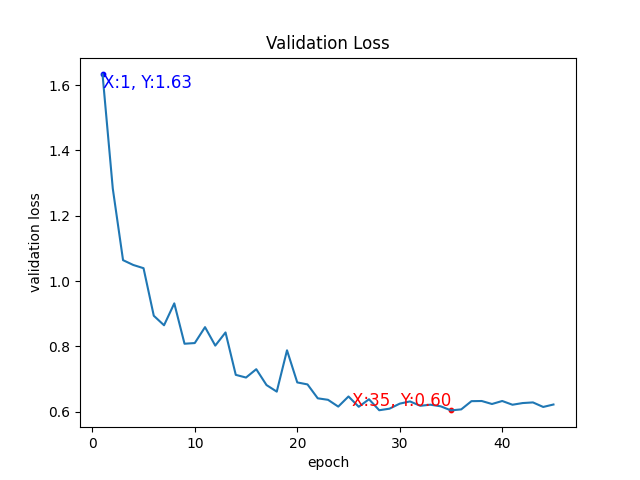 Validation Loss
X:1, Y:1.63
X:35, Y:0.60
validation loss
1.6
1.4
1.2
1.0
0.8
0.6
0 10 20 30 40
epoch